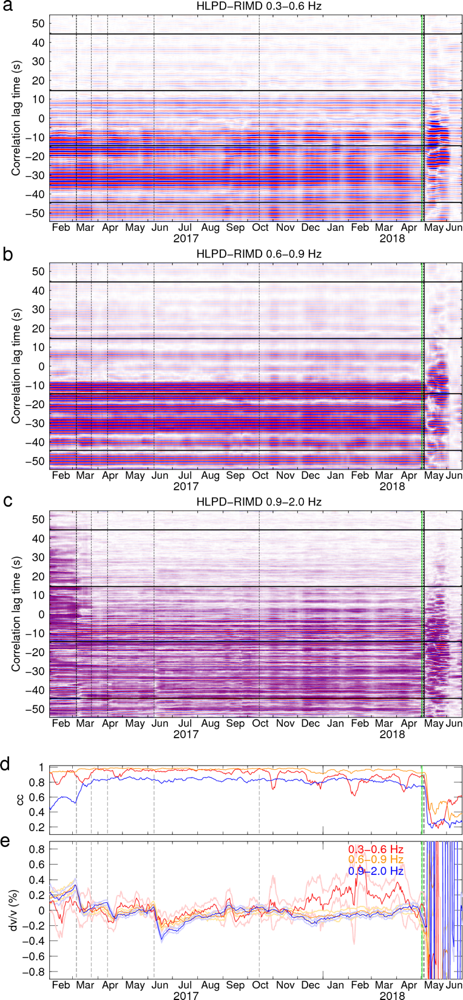 a
HLPD−RIMD 0.3−0.6 Hz
Correlation lag time (s)
50
40
30
20
10
0
−10
−20
−30
−40
−50
Feb Mar Apr May Jun Jul Aug Sep Oct Nov Dec Jan Feb Mar Apr May Jun
2017 2018
b
HLPD−RIMD 0.6−0.9 Hz
Correlation lag time (s)
50
40
30
20
10
0
−10
−20
−30
−40
−50
Feb Mar Apr May Jun Jul Aug Sep Oct Nov Dec Jan Feb Mar Apr May Jun
2017 2018
c
HLPD−RIMD 0.9−2.0 Hz
Correlation lag time (s)
50
40
30
20
10
0
−10
−20
−30
−40
−50
Feb Mar Apr May Jun Jul Aug Sep Oct Nov Dec Jan Feb Mar Apr May Jun
2017 2018
d
cc
1
0.8
0.6
0.4
0.2
e
dv/v (%)
0.8
0.6
0.4
0.2
0
−0.2
−0.4
−0.6
−0.8
0.3−0.6 Hz
0.6−0.9 Hz
0.9−2.0 Hz
Feb Mar Apr May Jun Jul Aug Sep Oct Nov Dec Jan Feb Mar Apr May Jun
2017 2018